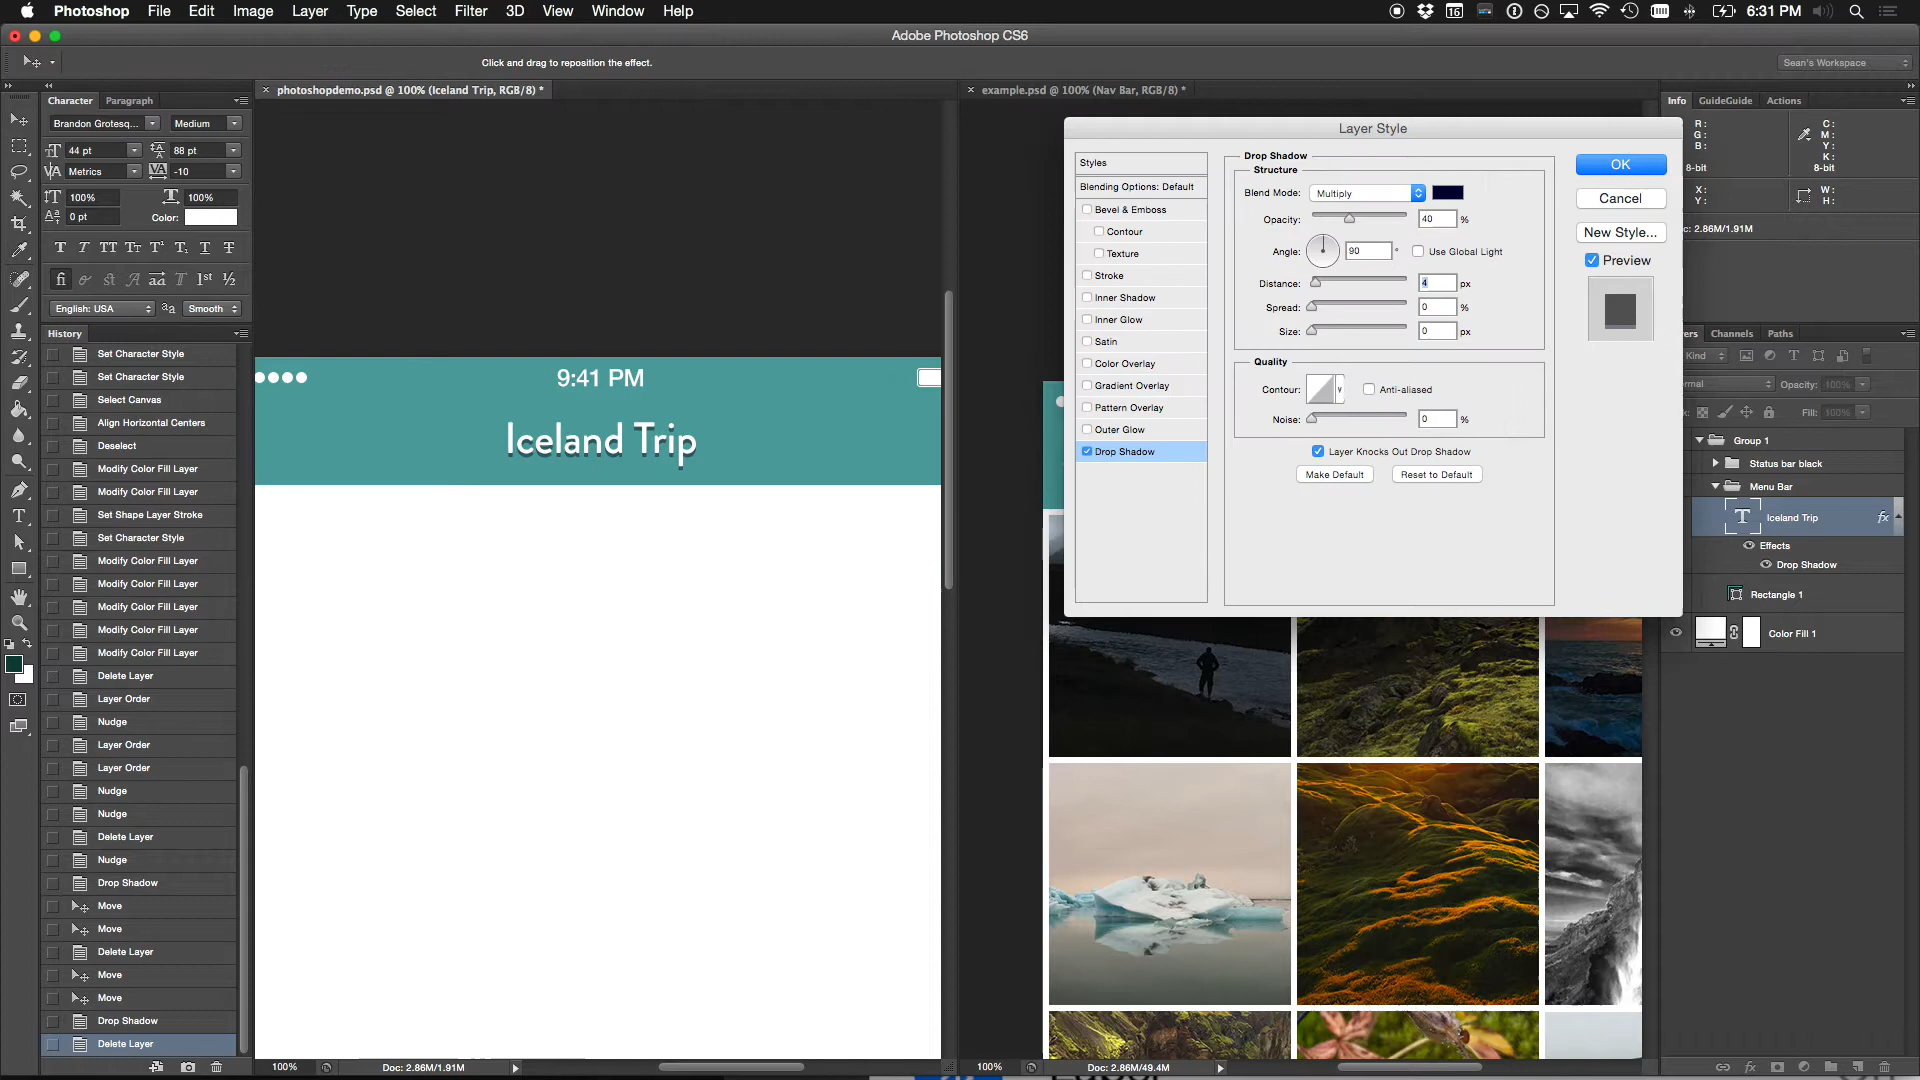 Photoshop File Edit Image Layer Type Select Filter 3D View Window Help
16 6:31 PM
Adobe Photoshop CS6
Click and drag to reposition the effect.
Sean's Workspace
Character Paragraph
photoshopdemo.psd @ 100% (Iceland Trip, RGB/8) *
example.psd @ 100% (Nav Bar, RGB/8) *
Info GuideGuide Actions
Brandon Grotesq... Medium
44 pt 88 pt
Metrics -10
100% 100%
0 pt Color:
English: USA Smooth
History
Set Character Style
Set Character Style
Select Canvas
Align Horizontal Centers
Deselect
Modify Color Fill Layer
Modify Color Fill Layer
Set Shape Layer Stroke
Set Character Style
Modify Color Fill Layer
Modify Color Fill Layer
Modify Color Fill Layer
Modify Color Fill Layer
Modify Color Fill Layer
Delete Layer
Layer Order
Nudge
Layer Order
Layer Order
Nudge
Nudge
Delete Layer
Nudge
Drop Shadow
Move
Move
Delete Layer
Move
Move
Drop Shadow
Delete Layer
9:41 PM
Iceland Trip
100% Doc: 2.86M/1.91M
100% Doc: 2.86M/49.4M
Layer Style
Styles
Blending Options: Default
Bevel & Emboss
Contour
Texture
Stroke
Inner Shadow
Inner Glow
Satin
Color Overlay
Gradient Overlay
Pattern Overlay
Outer Glow
Drop Shadow
Drop Shadow
Structure
Blend Mode: Multiply
Opacity: 40 %
Angle: 90 ° Use Global Light
Distance: 4 px
Spread: 0 %
Size: 0 px
Quality
Contour: Anti-aliased
Noise: 0 %
Layer Knocks Out Drop Shadow
Make Default Reset to Default
OK
Cancel
New Style...
Preview
R: C:
G: M:
B: Y:
K:
8-bit 8-bit
X: W:
Y: H:
c: 2.86M/1.91M
Channels Paths
Kind
Opacity: 100%
Fill: 100%
Group 1
Status bar black
Menu Bar
Iceland Trip fx
Effects
Drop Shadow
Rectangle 1
Color Fill 1